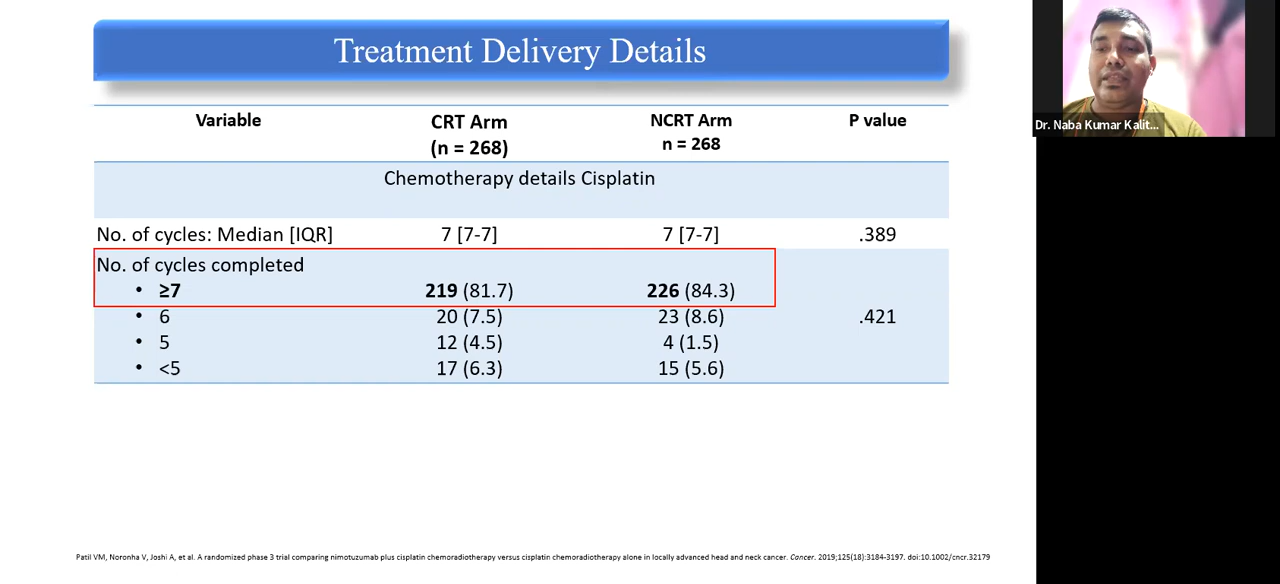 Treatment Delivery Details
Variable CRT Arm (n = 268) NCRT Arm n = 268 P value
Chemotherapy details Cisplatin
No. of cycles: Median [IQR] 7 [7-7] 7 [7-7] .389
No. of cycles completed
• ≥7 219 (81.7) 226 (84.3)
• 6 20 (7.5) 23 (8.6) .421
• 5 12 (4.5) 4 (1.5)
• <5 17 (6.3) 15 (5.6)
Patil VM, Noronha V, Joshi A, et al. A randomized phase 3 trial comparing nimotuzumab plus cisplatin chemoradiotherapy versus cisplatin chemoradiotherapy alone in locally advanced head and neck cancer. Cancer. 2019;125(18):3184-3197. doi:10.1002/cncr.32179
Dr. Naba Kumar Kalit...